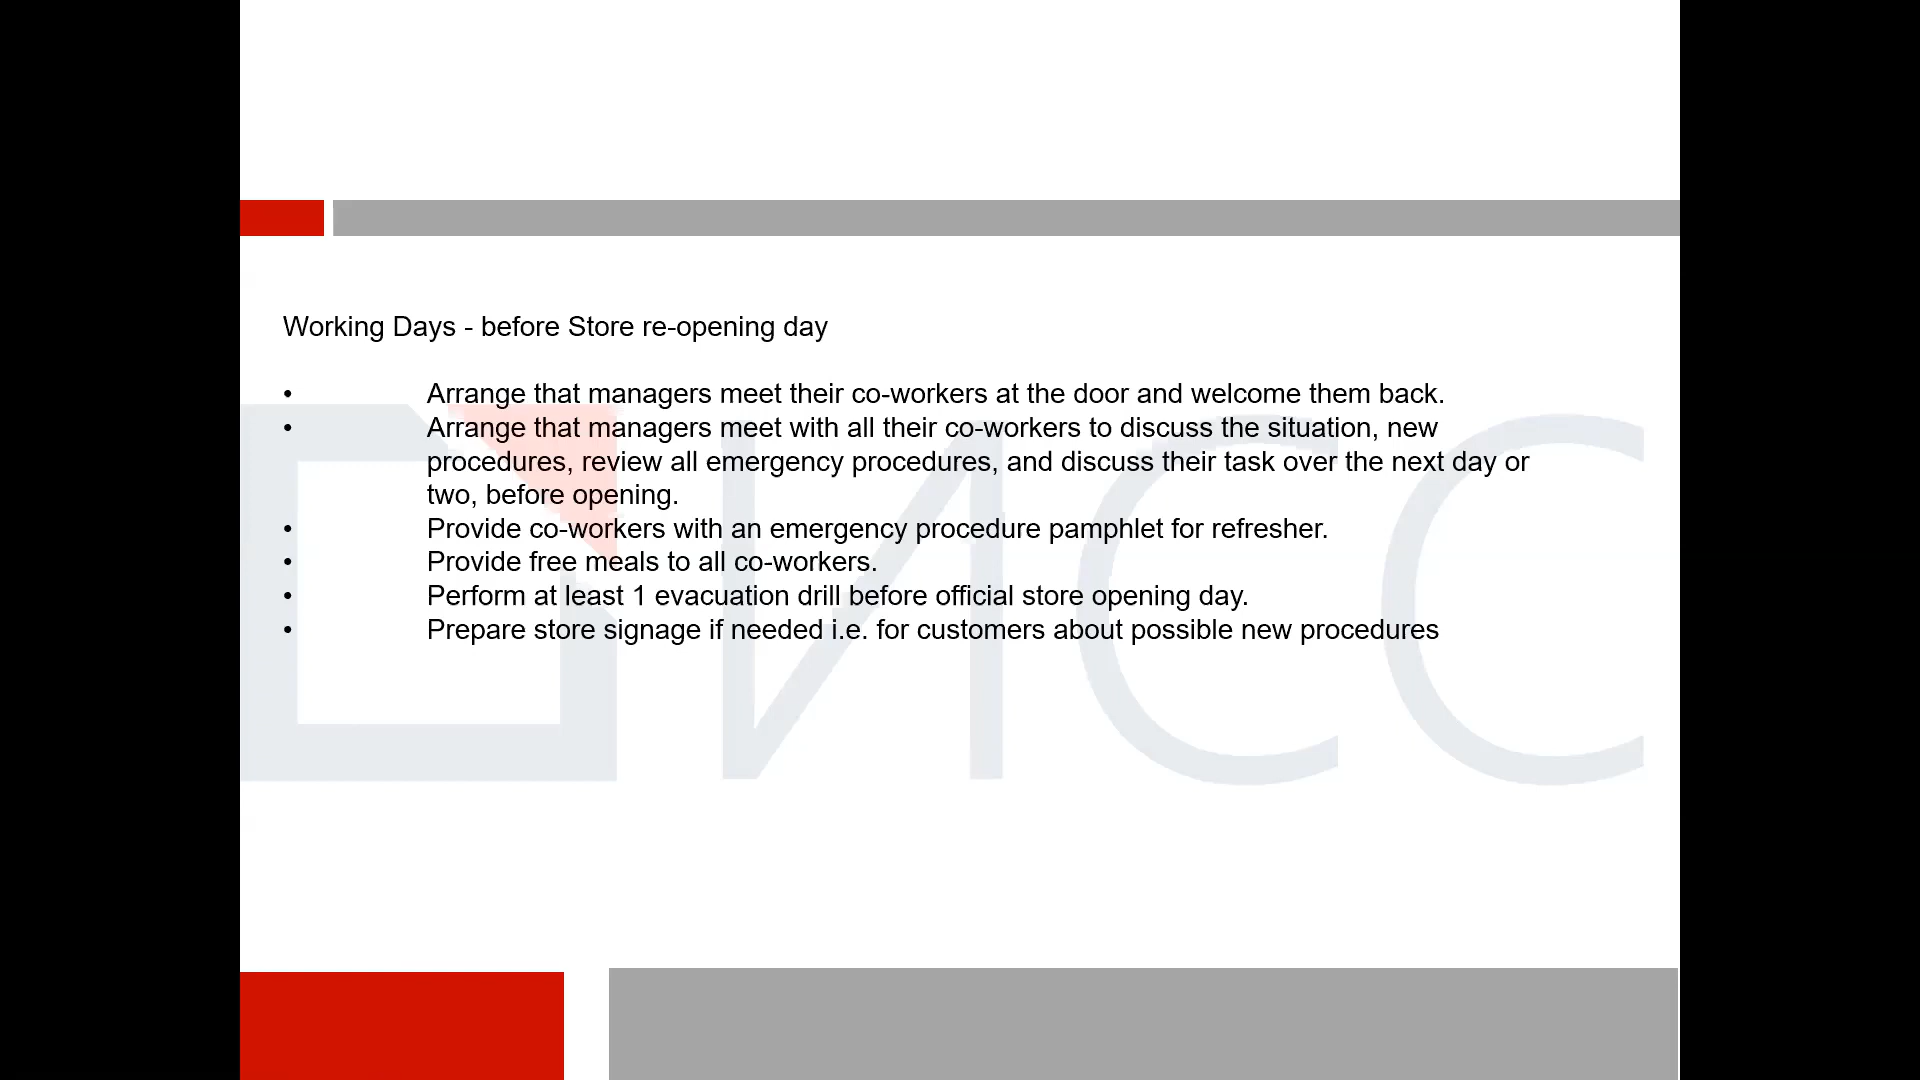 Working Days - before Store re-opening day
• Arrange that managers meet their co-workers at the door and welcome them back.
• Arrange that managers meet with all their co-workers to discuss the situation, new
procedures, review all emergency procedures, and discuss their task over the next day or
two, before opening.
• Provide co-workers with an emergency procedure pamphlet for refresher.
• Provide free meals to all co-workers.
• Perform at least 1 evacuation drill before official store opening day.
• Prepare store signage if needed i.e. for customers about possible new procedures
ИСС